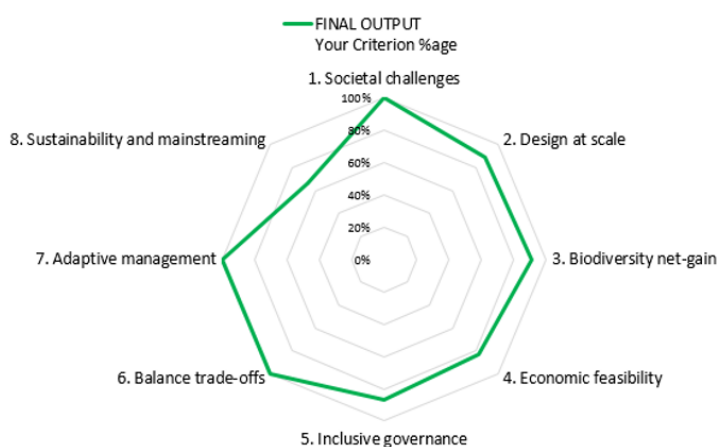 FINAL OUTPUT
Your Criterion %age
1. Societal challenges
100%
80%
60%
40%
20%
0%
2. Design at scale
3. Biodiversity net-gain
4. Economic feasibility
5. Inclusive governance
6. Balance trade-offs
7. Adaptive management
8. Sustainability and mainstreaming